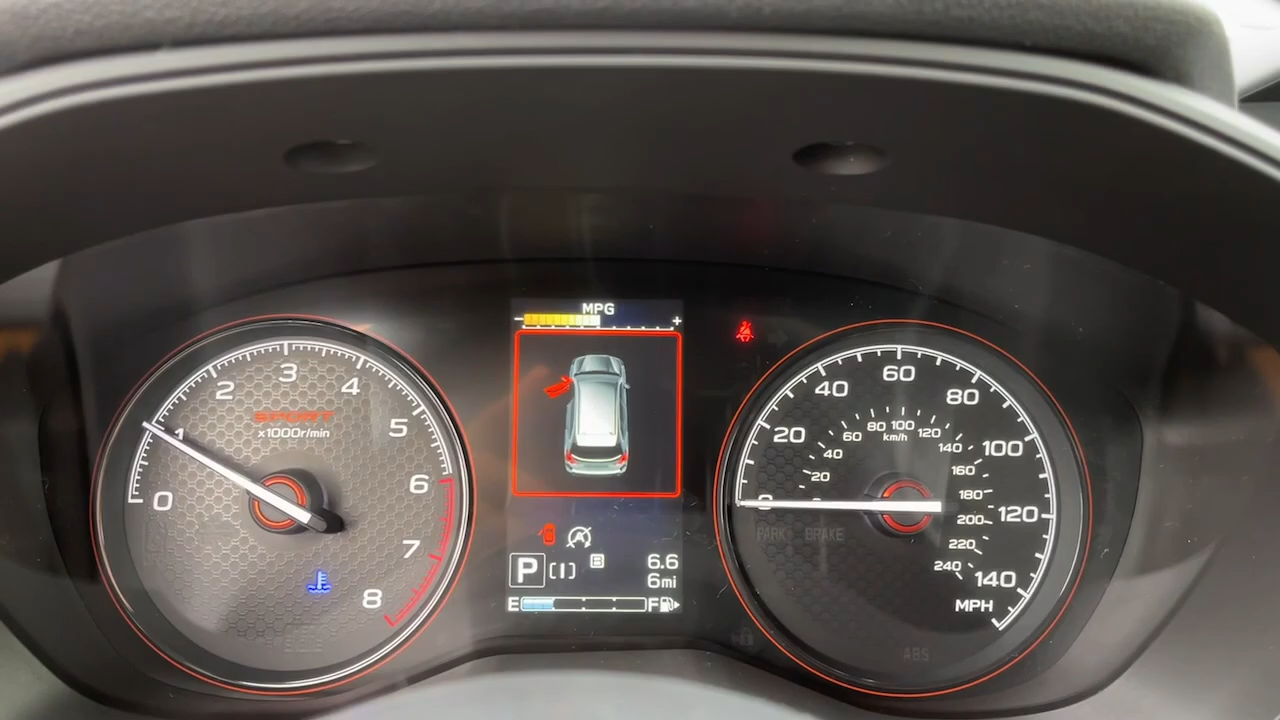 MPG
- +
0
1
2
3
4
5
6
7
8
SPORT
x1000r/min
P [I]
B
6.6
6mi
E F
0
20
40
60
80
100
120
140
MPH
20
40
60
80
100
120
140
160
180
200
220
240
km/h
PARK BRAKE
ABS